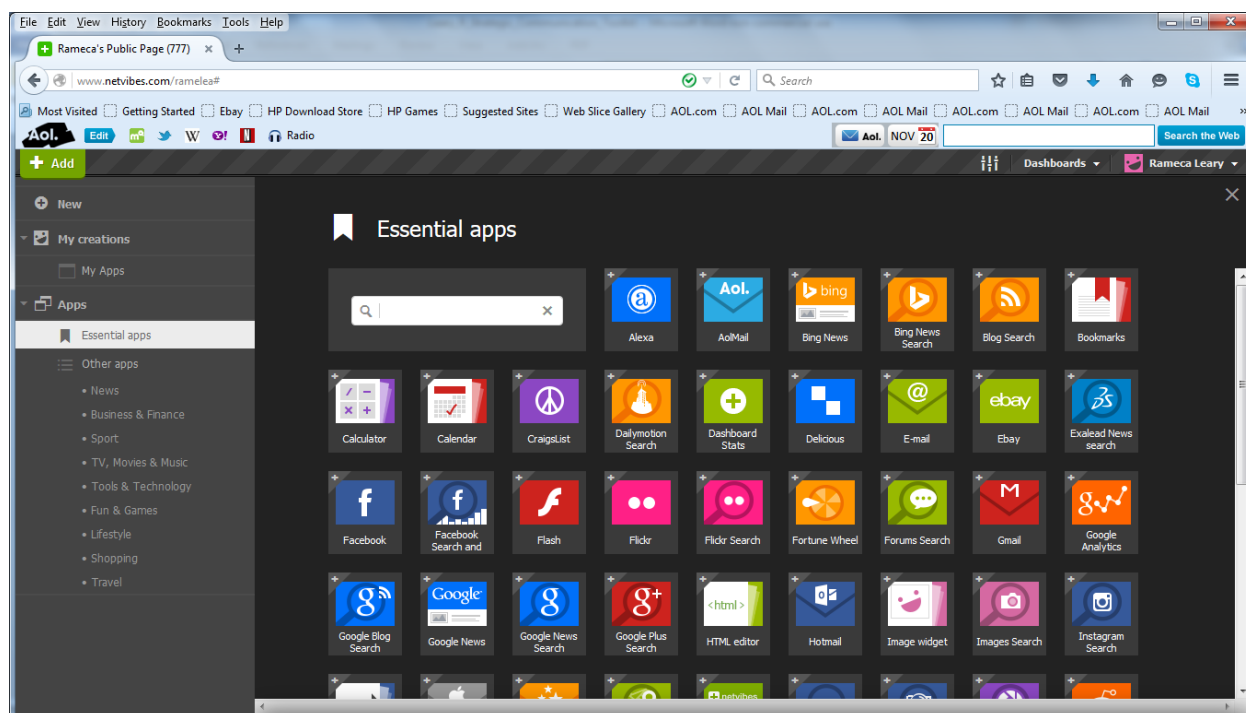 File Edit View History Bookmarks Tools Help
Rameca's Public Page (777) × +
www.netvibes.com/ramelea#
Search
Most Visited Getting Started Ebay HP Download Store HP Games Suggested Sites Web Slice Gallery AOL.com AOL Mail AOL.com AOL Mail AOL.com AOL Mail AOL.com AOL Mail »
Aol. Edit W N Radio Aol. NOV 20 Search the Web
+ Add Dashboards Rameca Leary
New
My creations
My Apps
Apps
Essential apps
Other apps
• News
• Business & Finance
• Sport
• TV, Movies & Music
• Tools & Technology
• Fun & Games
• Lifestyle
• Shopping
• Travel
Essential apps
Aol. bing
Alexa AolMail Bing News Bing News Search Blog Search Bookmarks
ebay
Calculator Calendar CraigsList Dailymotion Search Dashboard Stats Delicious E-mail Ebay Exalead News search
Facebook Facebook Search and Flash Flickr Flickr Search Fortune Wheel Forums Search Gmail Google Analytics
Google <html>
Google Blog Search Google News Google News Search Google Plus Search HTML editor Hotmail Image widget Images Search Instagram Search
netvibes